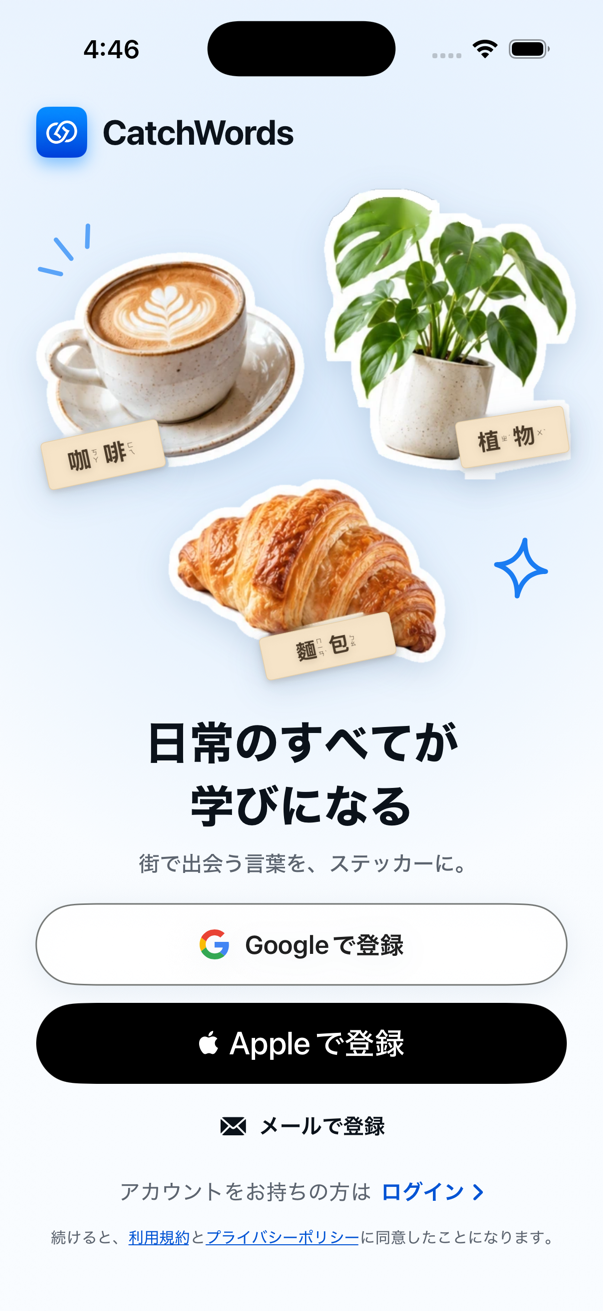 4:46
CatchWords
咖啡
植物
麵包
日常のすべてが
学びになる
街で出会う言葉を、ステッカーに。
Googleで登録
Appleで登録
メールで登録
アカウントをお持ちの方は ログイン
続けると、利用規約とプライバシーポリシーに同意したことになります。